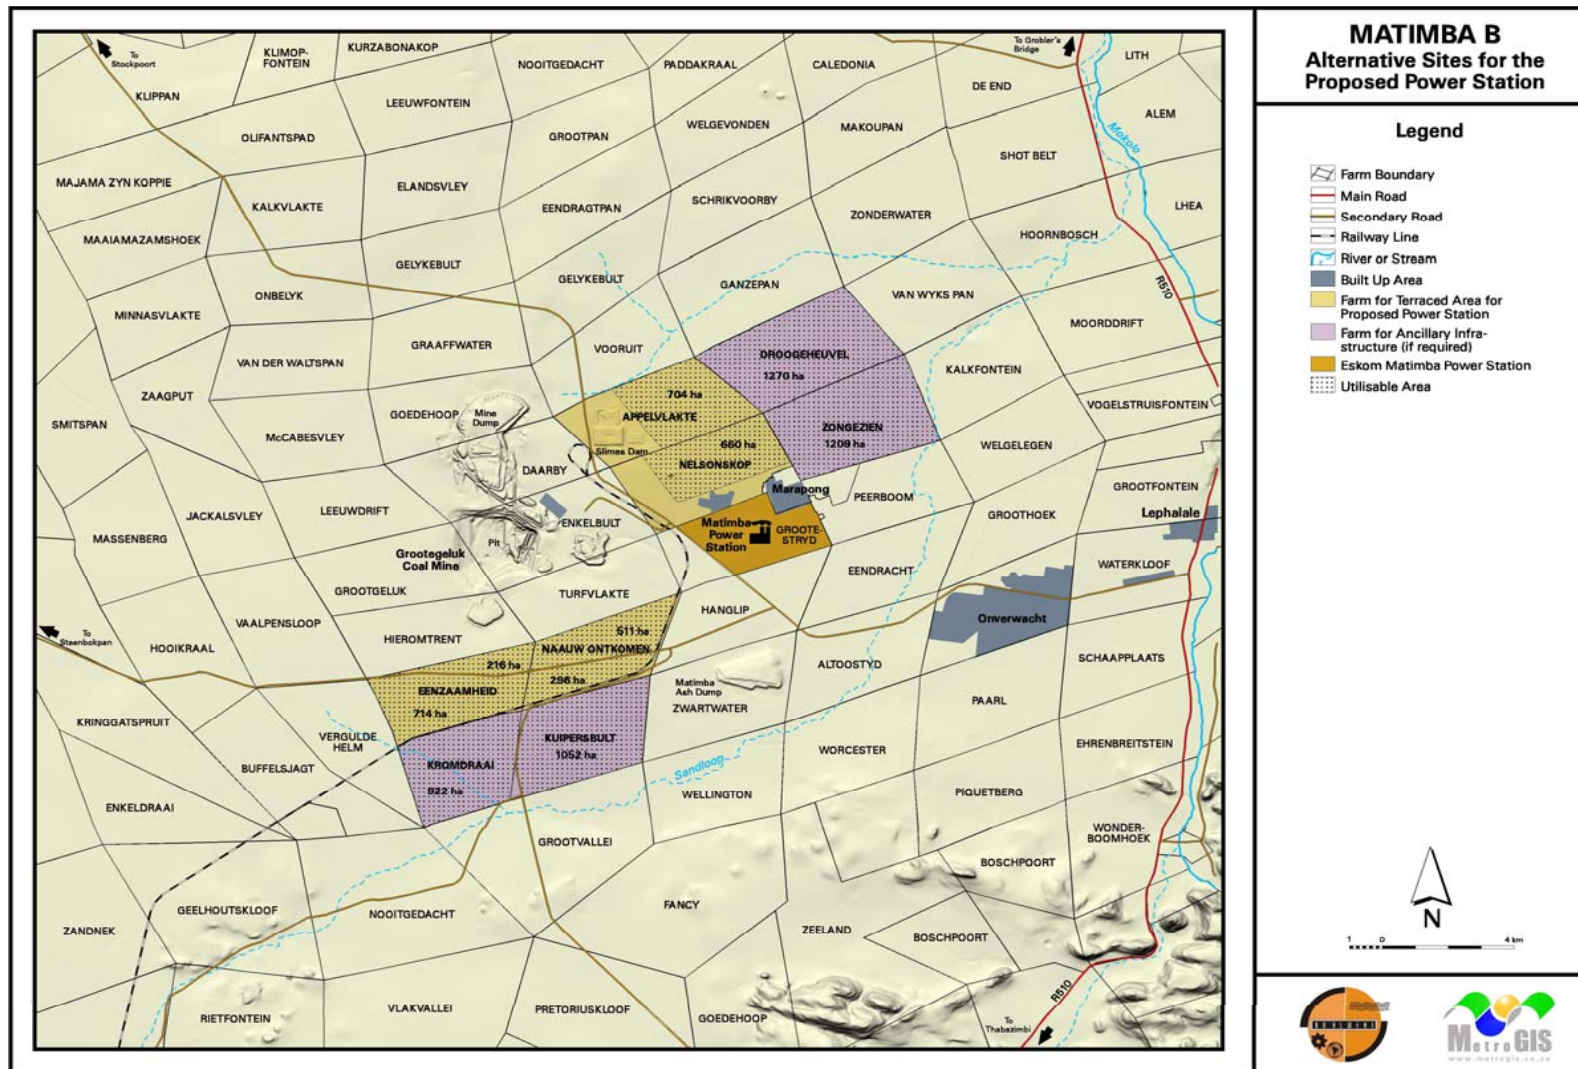 MATIMBA B
Alternative Sites for the
Proposed Power Station
Legend
Farm Boundary
Main Road
Secondary Road
Railway Line
River or Stream
Built Up Area
Farm for Terraced Area for
Proposed Power Station
Farm for Ancillary Infra-
structure (if required)
Eskom Matimba Power Station
Utilisable Area
To
Stockpoort
KLIMOP-
FONTEIN
KURZABONAKOP
NOOITGEDACHT
PADDAKRAAL
CALEDONIA
To Grobler's
Bridge
LITH
KLIPPAN
LEEUWFONTEIN
DE END
ALEM
OLIFANTSPAD
GROOTPAN
WELGEVONDEN
MAKOUPAN
Mokolo
SHOT BELT
MAJAMA ZYN KOPPIE
KALKVLAKTE
ELANDSVLEY
EENDRAGTPAN
SCHRIKVOORBY
ZONDERWATER
LHEA
MAAIAMAZAMSHOEK
HOORNBOSCH
GELYKEBULT
GELYKEBULT
GANZEPAN
VAN WYKS PAN
R510
ONBELYK
MINNASVLAKTE
MOORDDRIFT
GRAAFFWATER
VOORUIT
DROOGEHEUVEL
1270 ha
KALKFONTEIN
VAN DER WALTSPAN
ZAAGPUT
704 ha
APPELVLAKTE
VOGELSTRUISFONTEIN
SMITSPAN
GOEDEHOOP
Mine
Dump
McCABESVLEY
ZONGEZIEN
1209 ha
WELGELEGEN
660 ha
Slimes Dam
NELSONSKOP
DAARBY
Marapong
PEERBOOM
GROOTFONTEIN
JACKALSVLEY
LEEUWDRIFT
ENKELBULT
Matimba
Power
Station
GROOTE-
STRYD
GROOTHOEK
Lephalale
MASSENBERG
Pit
Grootegeluk
Coal Mine
EENDRACHT
WATERKLOOF
GROOTGELUK
TURFVLAKTE
HANGLIP
Onverwacht
VAALPENSLOOP
HIEROMTRENT
511 ha
NAAUW ONTKOMEN
To
Steenbokpan
HOOIKRAAL
216 ha
296 ha
ALTOOSTYD
SCHAAPPLAATS
EENZAAMHEID
714 ha
Matimba
Ash Dump
ZWARTWATER
PAARL
KRINGGATSPRUIT
VERGULDE
HELM
KUIPERSBULT
1052 ha
EHRENBREITSTEIN
BUFFELSJAGT
KROMDRAAI
922 ha
Sandloop
WORCESTER
ENKELDRAAI
WELLINGTON
PIQUETBERG
GROOTVALLEI
WONDER-
BOOMHOEK
BOSCHPOORT
GEELHOUTSKLOOF
NOOITGEDACHT
FANCY
ZANDNEK
ZEELAND
BOSCHPOORT
R510
RIETFONTEIN
VLAKVALLEI
PRETORIUSKLOOF
GOEDEHOOP
To
Thabazimbi
N
1 0 4 km
MetroGIS
www.metrogis.co.za